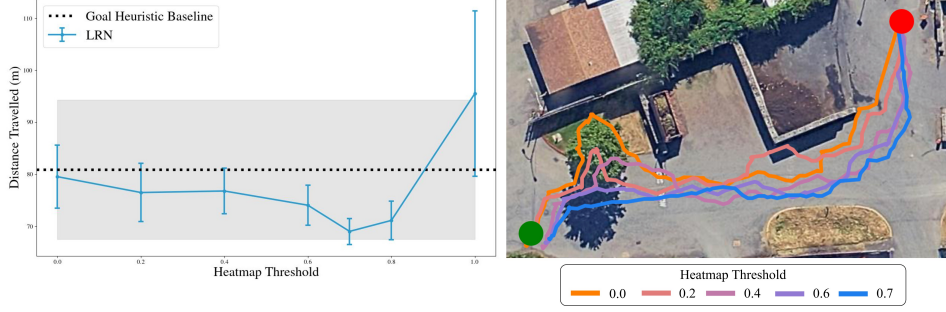 Goal Heuristic Baseline
LRN
Distance Travelled (m)
110
100
90
80
70
0.0 0.2 0.4 0.6 0.8 1.0
Heatmap Threshold
Heatmap Threshold
0.0 0.2 0.4 0.6 0.7